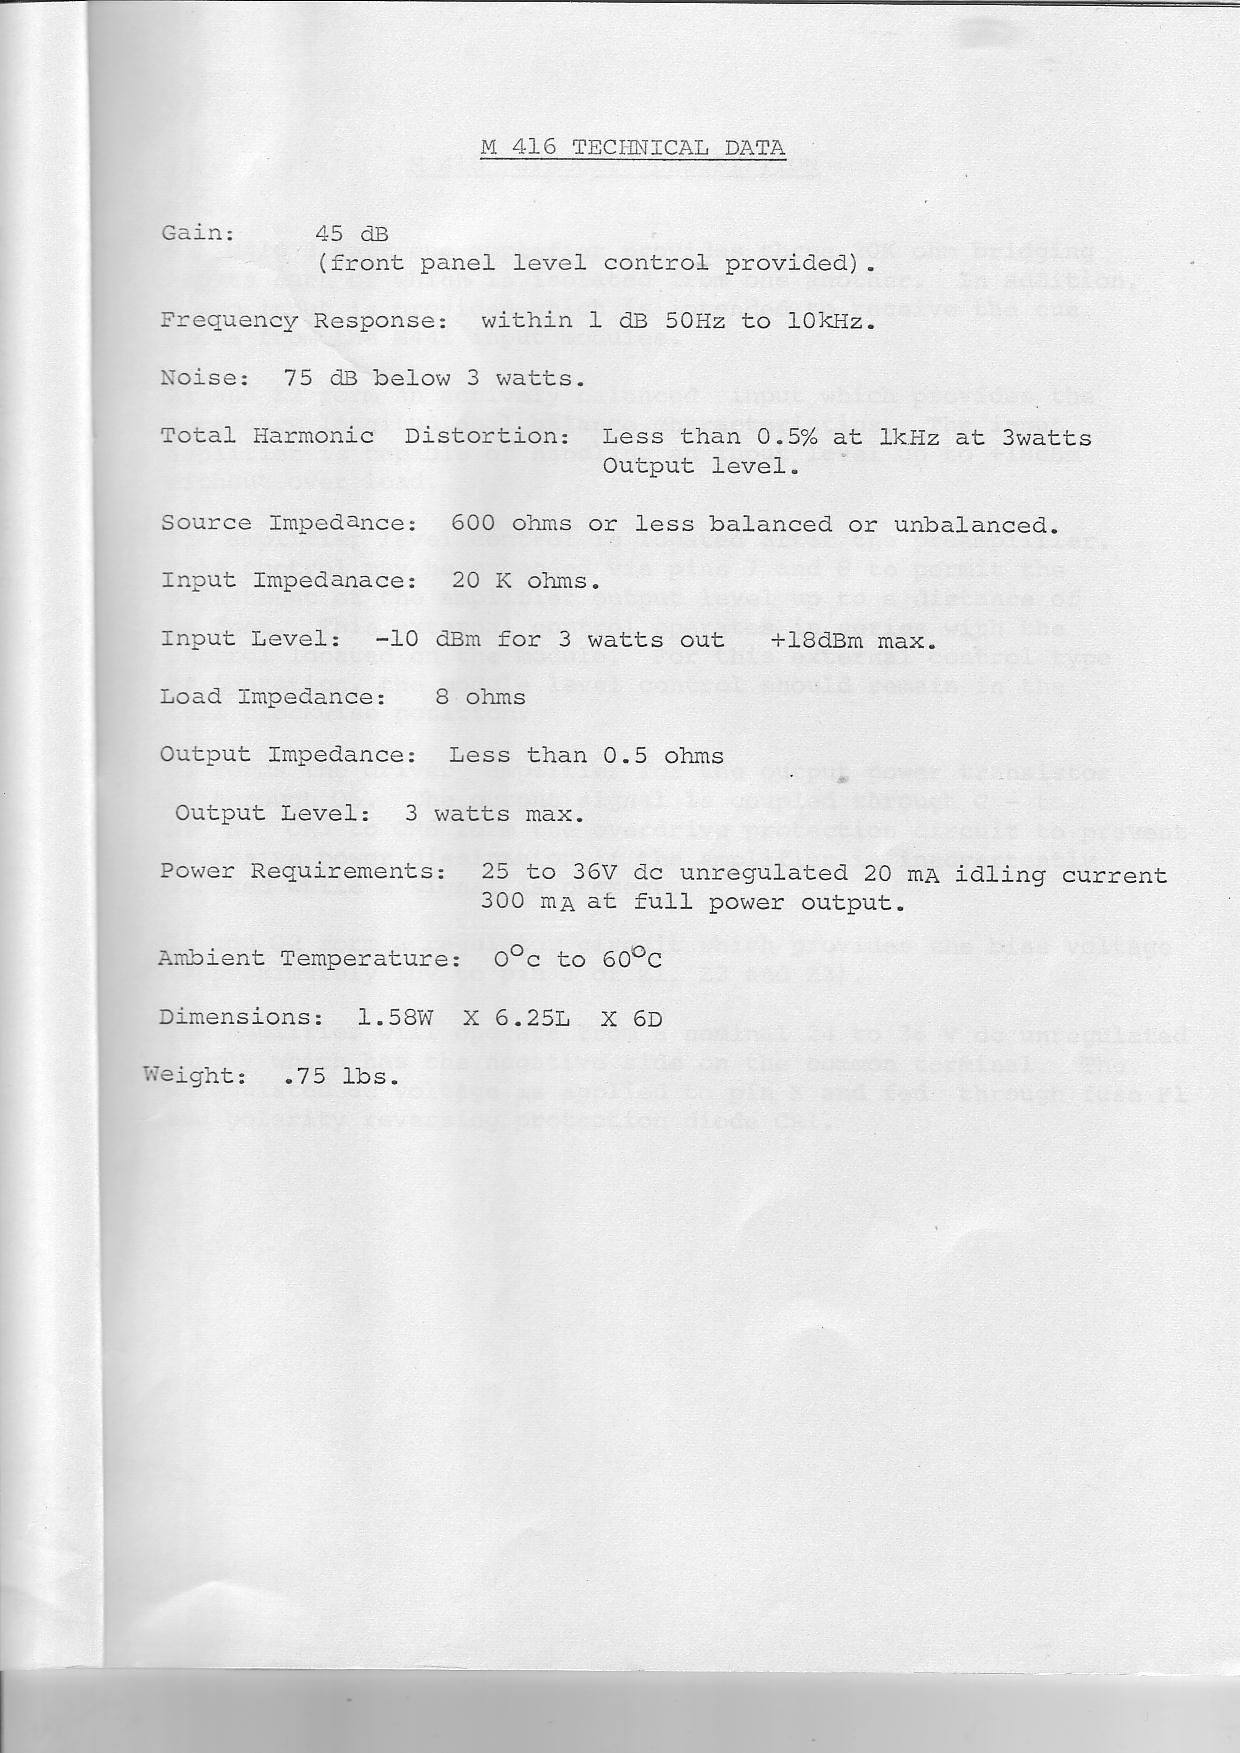 M 416 TECHNICAL DATA
Gain: 45 dB
(front panel level control provided).
Frequency Response: within 1 dB 50Hz to 10kHz.
Noise: 75 dB below 3 watts.
Total Harmonic Distortion: Less than 0.5% at 1kHz at 3watts
Output level.
Source Impedance: 600 ohms or less balanced or unbalanced.
Input Impedanace: 20 K ohms.
Input Level: -10 dBm for 3 watts out +18dBm max.
Load Impedance: 8 ohms
Output Impedance: Less than 0.5 ohms
Output Level: 3 watts max.
Power Requirements: 25 to 36V dc unregulated 20 mA idling current
300 mA at full power output.
Ambient Temperature: 0°c to 60°C
Dimensions: 1.58W X 6.25L X 6D
Weight: .75 lbs.